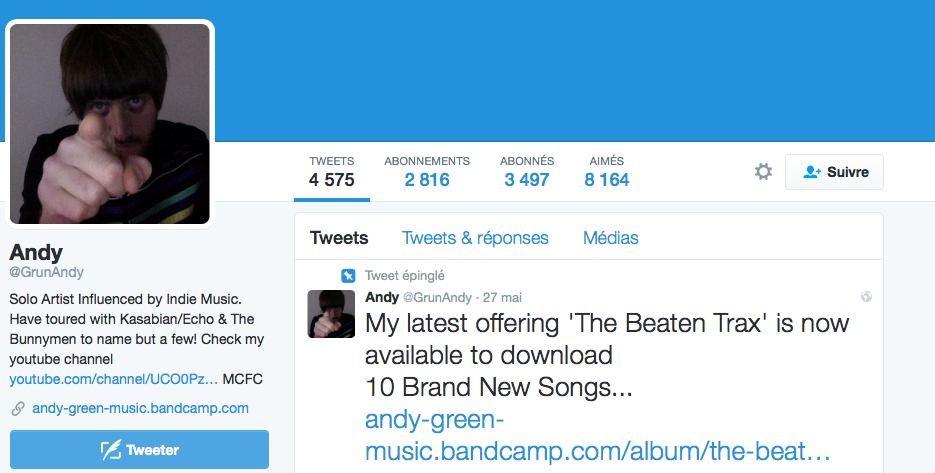 TWEETS ABONNEMENTS ABONNÉS AIMÉS
4 575 2 816 3 497 8 164
Suivre
Andy
@GrunAndy
Solo Artist Influenced by Indie Music.
Have toured with Kasabian/Echo & The
Bunnymen to name but a few! Check my
youtube channel
youtube.com/channel/UCO0Pz… MCFC
andy-green-music.bandcamp.com
Tweeter
Tweets Tweets & réponses Médias
Tweet épinglé
Andy @GrunAndy · 27 mai
My latest offering 'The Beaten Trax' is now
available to download
10 Brand New Songs...
andy-green-
music.bandcamp.com/album/the-beat…